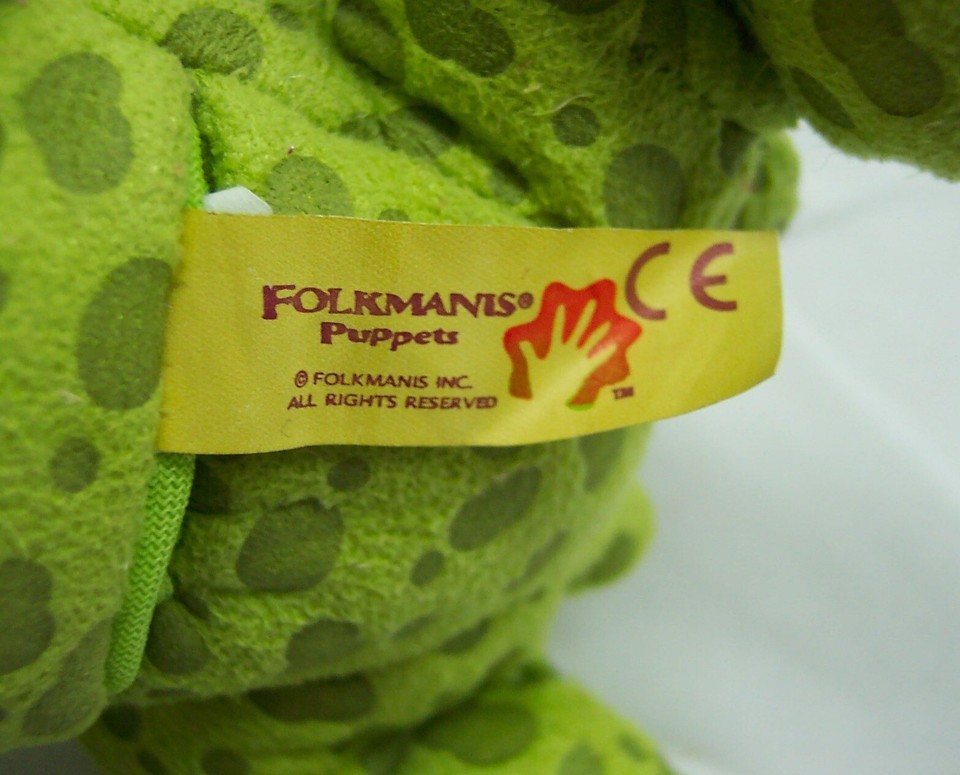 FOLKMANIS®
Puppets
© FOLKMANIS INC.
ALL RIGHTS RESERVED
™
CE